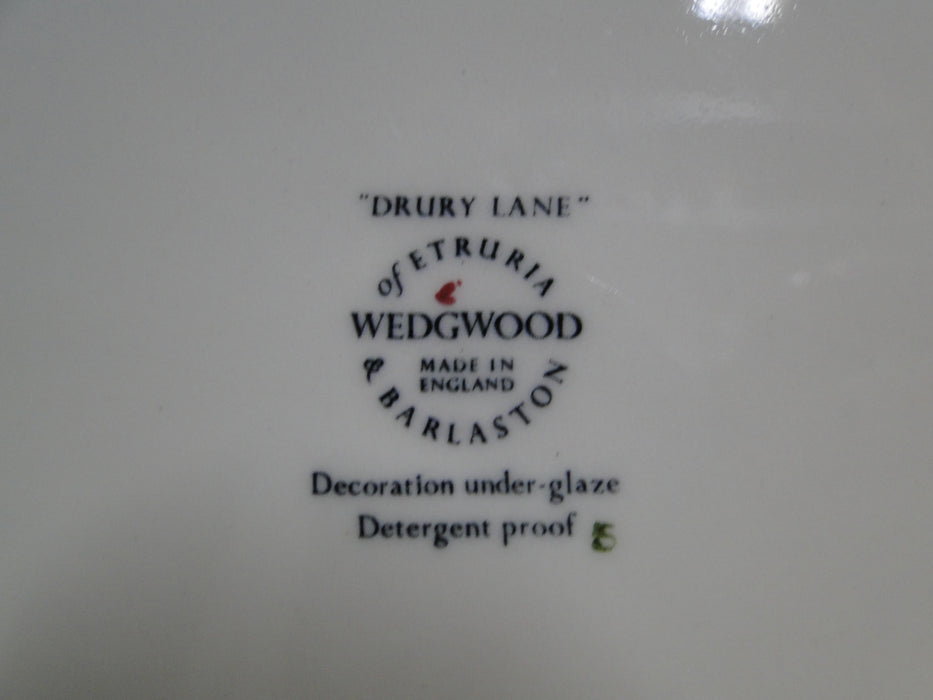 "DRURY LANE"
of ETRURIA
WEDGWOOD
MADE IN
ENGLAND
& BARLASTON
Decoration under-glaze
Detergent proof